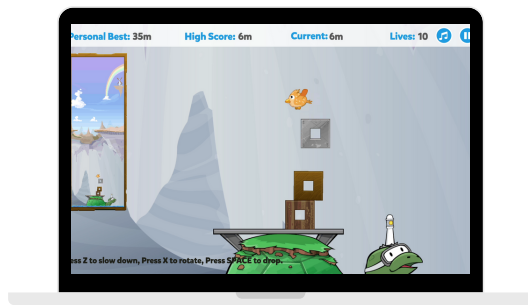 Personal Best: 35m High Score: 6m Current: 6m Lives: 10
ess Z to slow down, Press X to rotate, Press SPACE to drop.